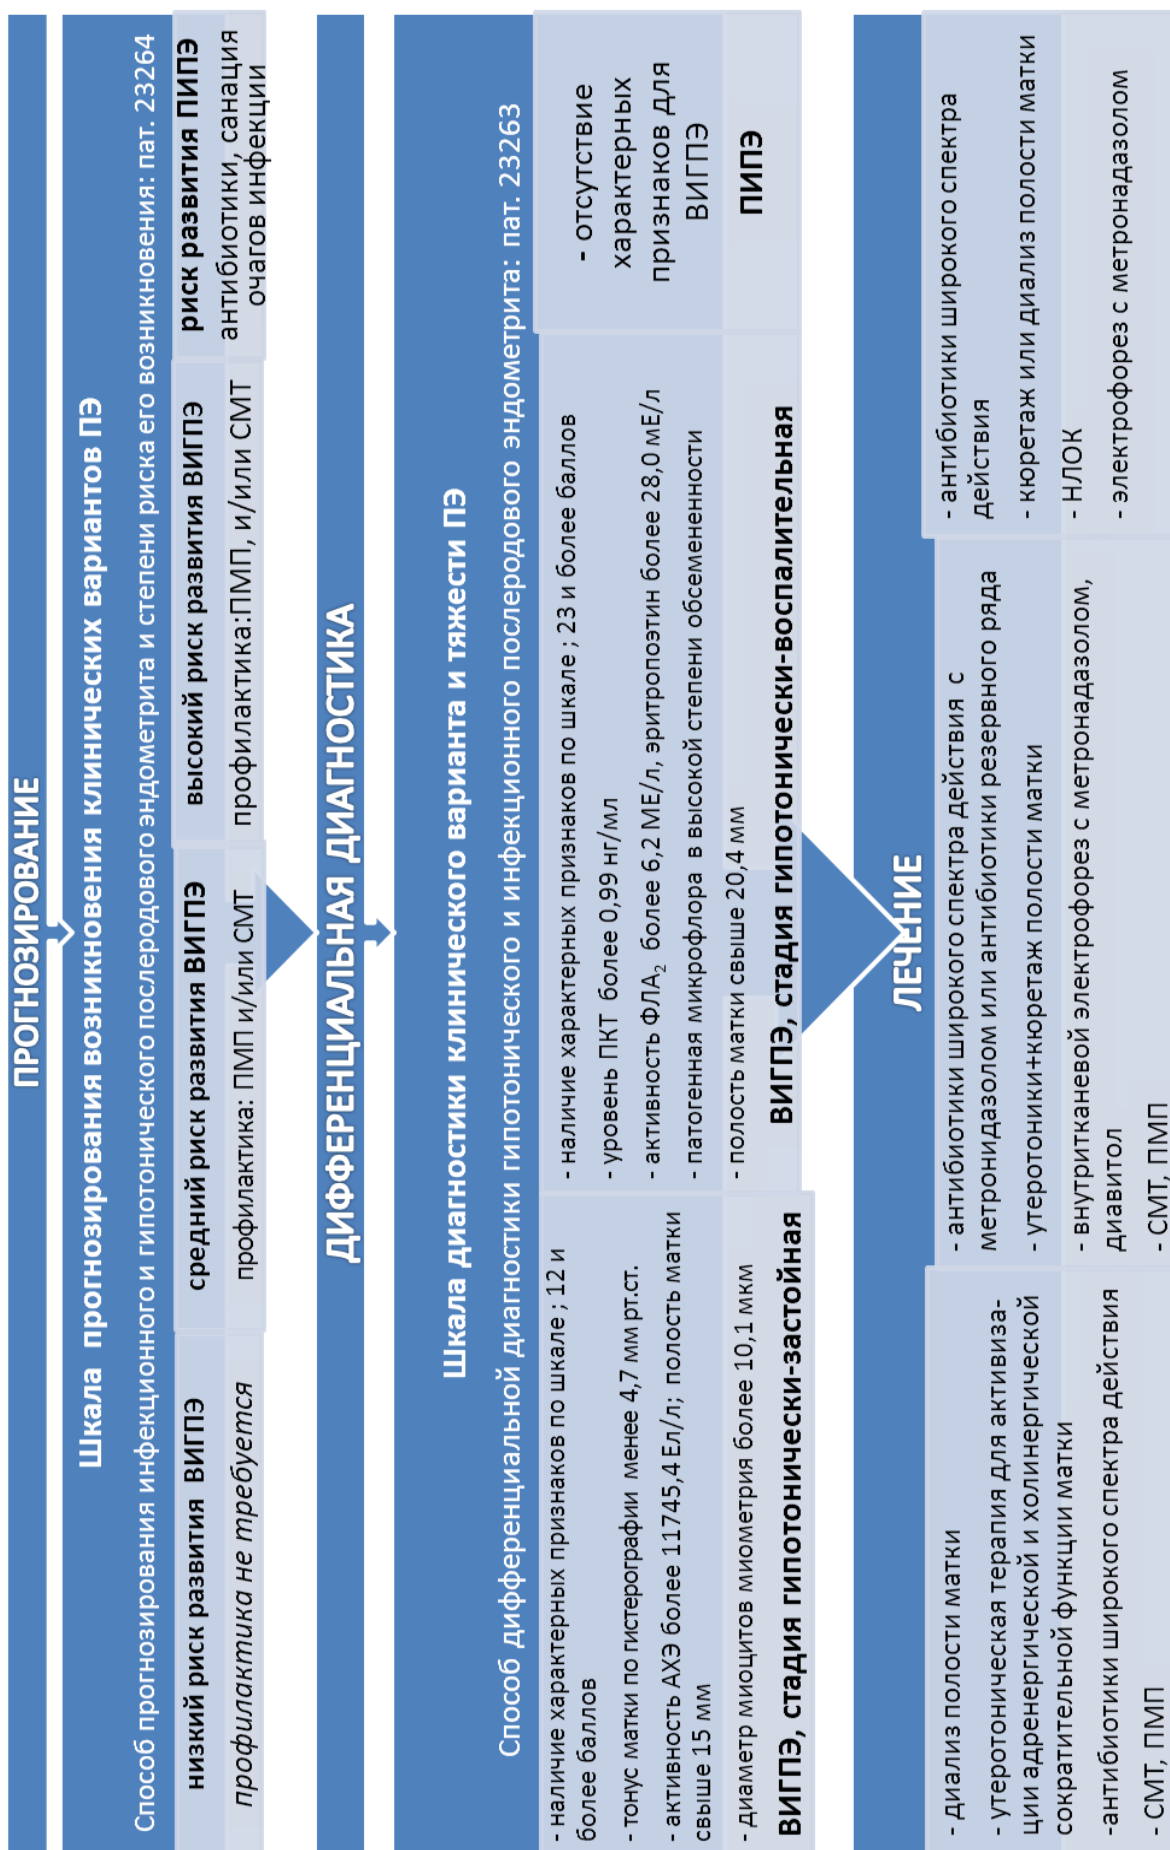 ПРОГНОЗИРОВАНИЕ
Шкала прогнозирования возникновения клинических вариантов ПЭ
Способ прогнозирования инфекционного и гипотонического послеродового эндометрита и степени риска его возникновения: пат. 23264
низкий риск развития ВИГПЭ
профилактика не требуется
средний риск развития ВИГПЭ
профилактика: ПМП и/или СМТ
высокий риск развития ВИГПЭ
профилактика:ПМП, и/или СМТ
риск развития ПИПЭ
антибиотики, санация
очагов инфекции
ДИФФЕРЕНЦИАЛЬНАЯ ДИАГНОСТИКА
Шкала диагностики клинического варианта и тяжести ПЭ
Способ дифференциальной диагностики гипотонического и инфекционного послеродового эндометрита: пат. 23263
- наличие характерных признаков по шкале ; 12 и
более баллов
- тонус матки по гистерографии менее 4,7 мм рт.ст.
- активность АХЭ более 11745,4 Ел/л; полость матки
свыше 15 мм
- диаметр миоцитов миометрия более 10,1 мкм
ВИГПЭ, стадия гипотонически-застойная
- наличие характерных признаков по шкале ; 23 и более баллов
- уровень ПКТ более 0,99 нг/мл
- активность ФЛА₂ более 6,2 МЕ/л, эритропоэтин более 28,0 мЕ/л
- патогенная микрофлора в высокой степени обсемененности
- полость матки свыше 20,4 мм
ВИГПЭ, стадия гипотонически-воспалительная
- отсутствие
характерных
признаков для
ВИГПЭ
ПИПЭ
ЛЕЧЕНИЕ
- диализ полости матки
- утеротоническая терапия для активиза-
ции адренергической и холинергической
сократительной функции матки
-антибиотики широкого спектра действия
- СМТ, ПМП
- антибиотики широкого спектра действия с
метронидазолом или антибиотики резервного ряда
- утеротоники+кюретаж полости матки
- внутритканевой электрофорез с метронадазолом,
диавитол
- СМТ, ПМП
- антибиотики широкого спектра
действия
- кюретаж или диализ полости матки
- НЛОК
- электрофорез с метронадазолом